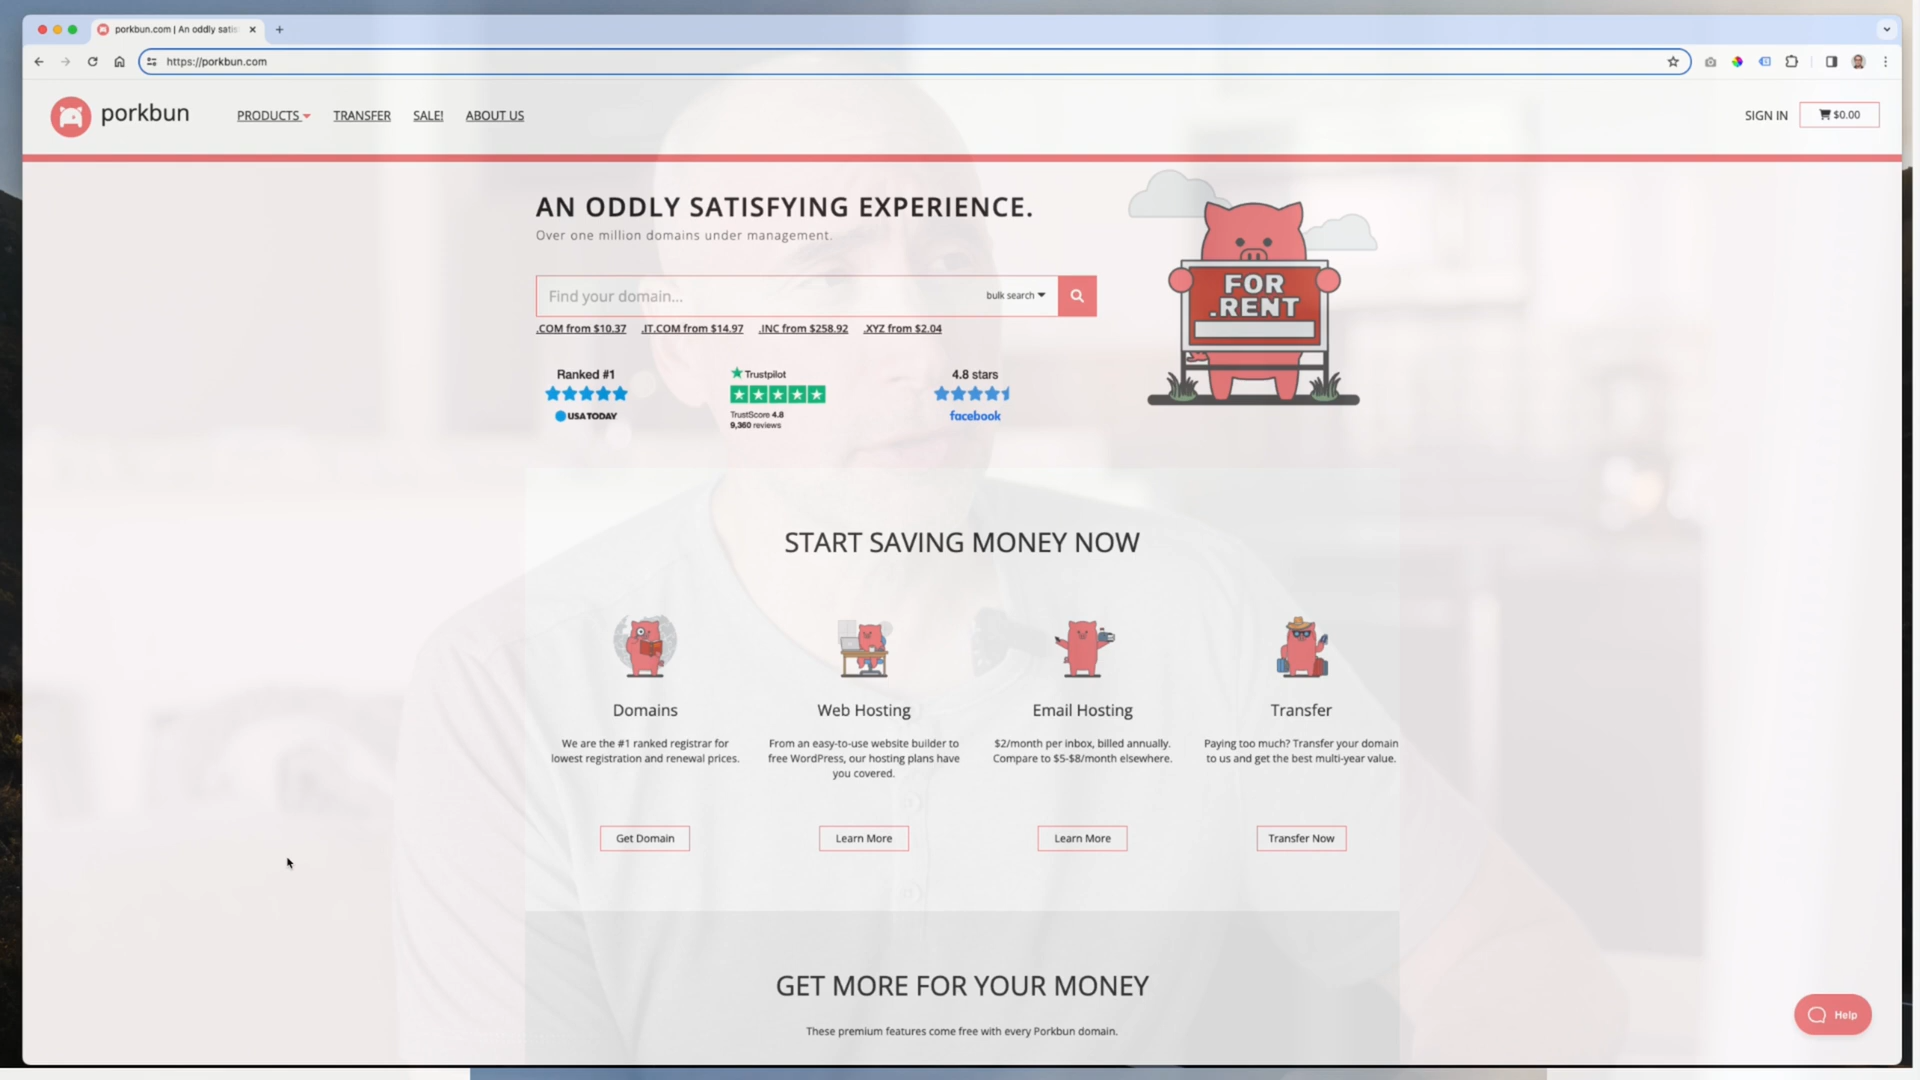 porkbun.com | An oddly satis
https://porkbun.com
porkbun
PRODUCTS
TRANSFER
SALE!
ABOUT US
SIGN IN
$0.00
AN ODDLY SATISFYING EXPERIENCE.
Over one million domains under management.
Find your domain...
bulk search
.COM from $10.37
.IT.COM from $14.97
.INC from $258.92
.XYZ from $2.04
FOR
.RENT
Ranked #1
USA TODAY
Trustpilot
TrustScore 4.8
9,360 reviews
4.8 stars
facebook
START SAVING MONEY NOW
Domains
We are the #1 ranked registrar for
lowest registration and renewal prices.
Get Domain
Web Hosting
From an easy-to-use website builder to
free WordPress, our hosting plans have
you covered.
Learn More
Email Hosting
$2/month per inbox, billed annually.
Compare to $5-$8/month elsewhere.
Learn More
Transfer
Paying too much? Transfer your domain
to us and get the best multi-year value.
Transfer Now
GET MORE FOR YOUR MONEY
These premium features come free with every Porkbun domain.
Help